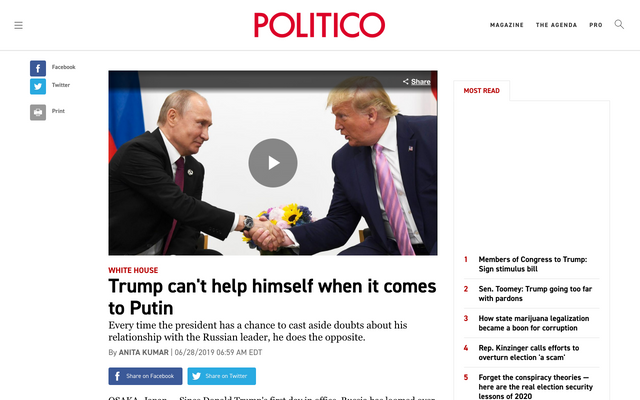 POLITICO
MAGAZINE
THE AGENDA
PRO
Facebook
Twitter
Print
Share
MOST READ
WHITE HOUSE
Trump can't help himself when it comes
to Putin
Every time the president has a chance to cast aside doubts about his
relationship with the Russian leader, he does the opposite.
By ANITA KUMAR | 06/28/2019 06:59 AM EDT
Share on Facebook
Share on Twitter
OSAKA, Japan — Since Donald Trump's first day in office, Russia has loomed over
1 Members of Congress to Trump:
Sign stimulus bill
2 Sen. Toomey: Trump going too far
with pardons
3 How state marijuana legalization
became a boon for corruption
4 Rep. Kinzinger calls efforts to
overturn election 'a scam'
5 Forget the conspiracy theories —
here are the real election security
lessons of 2020